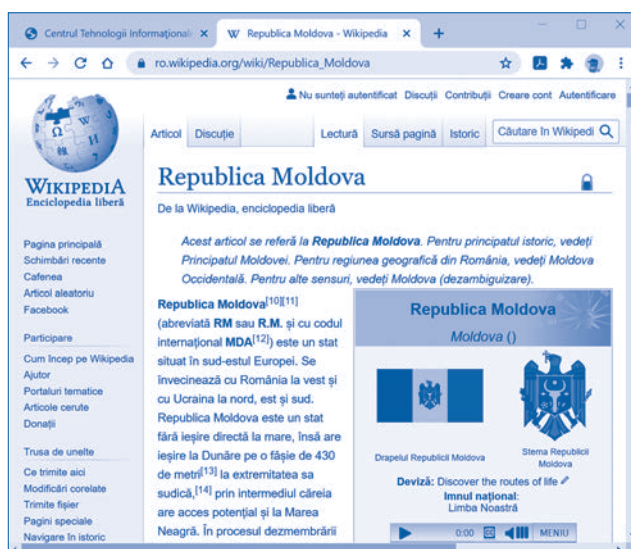 Centrul Tehnologii Informațional
Republica Moldova - Wikipedia
ro.wikipedia.org/wiki/Republica_Moldova
Nu sunteți autentificat Discuții Contribuții Creare cont Autentificare
Articol Discuție Lectură Sursă pagină Istoric Căutare în Wikipedi
WIKIPEDIA
Enciclopedia liberă
Pagina principală
Schimbări recente
Cafenea
Articol aleatoriu
Facebook
Participare
Cum încep pe Wikipedia
Ajutor
Portaluri tematice
Articole cerute
Donații
Trusa de unelte
Ce trimite aici
Modificări corelate
Trimite fișier
Pagini speciale
Navigare în istoric
Republica Moldova
De la Wikipedia, enciclopedia liberă
Acest articol se referă la Republica Moldova. Pentru principatul istoric, vedeți
Principatul Moldovei. Pentru regiunea geografică din România, vedeți Moldova
Occidentală. Pentru alte sensuri, vedeți Moldova (dezambiguizare).
Republica Moldova[10][11]
(abreviată RM sau R.M. și cu codul
internațional MDA[12]) este un stat
situat în sud-estul Europei. Se
învecinează cu România la vest și
cu Ucraina la nord, est și sud.
Republica Moldova este un stat
fără ieșire directă la mare, însă are
ieșire la Dunăre pe o fâșie de 430
de metri[13] la extremitatea sa
sudică,[14] prin intermediul căreia
are acces potențial și la Marea
Neagră. În procesul dezmembrării
Republica Moldova
Moldova ()
Drapelul Republicii Moldova
Stema Republicii
Moldova
Deviză: Discover the routes of life
Imnul național:
Limba Noastră
0:00 CC MENIU